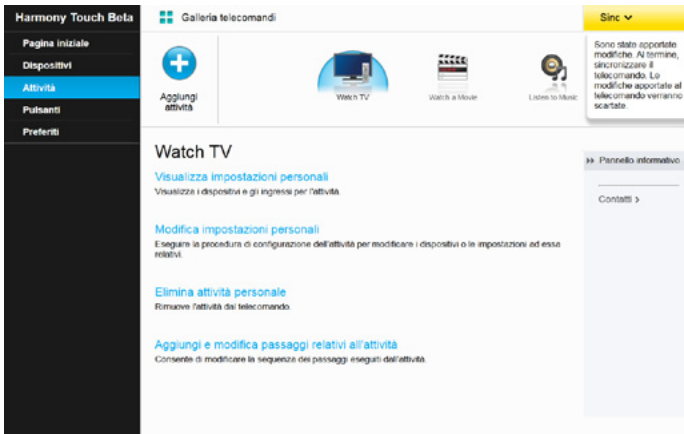 Harmony Touch Beta
Galleria telecomandi
Sinc
Pagina iniziale
Dispositivi
Attività
Pulsanti
Preferiti
Aggiungi
attività
Watch TV
Watch a Movie
Listen to Music
Sono state apportate
modifiche. Al termine,
sincronizzare il
telecomando. Le
modifiche apportate al
telecomando verranno
scartate.
Watch TV
Visualizza impostazioni personali
Visualizza i dispositivi e gli ingressi per l'attività.
Modifica impostazioni personali
Eseguire la procedura di configurazione dell'attività per modificare i dispositivi o le impostazioni ad essa
relativi.
Elimina attività personale
Rimuove l'attività dal telecomando.
Aggiungi e modifica passaggi relativi all'attività
Consente di modificare la sequenza dei passaggi eseguiti dall'attività.
Pannello informativo
Contatti >